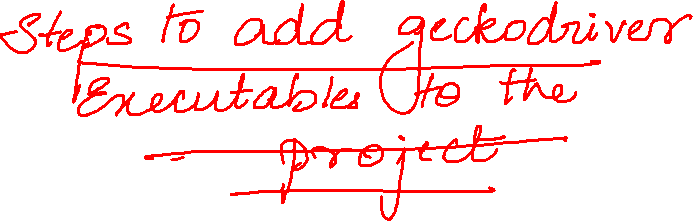 Steps to add geckodriver
Executables to the
project